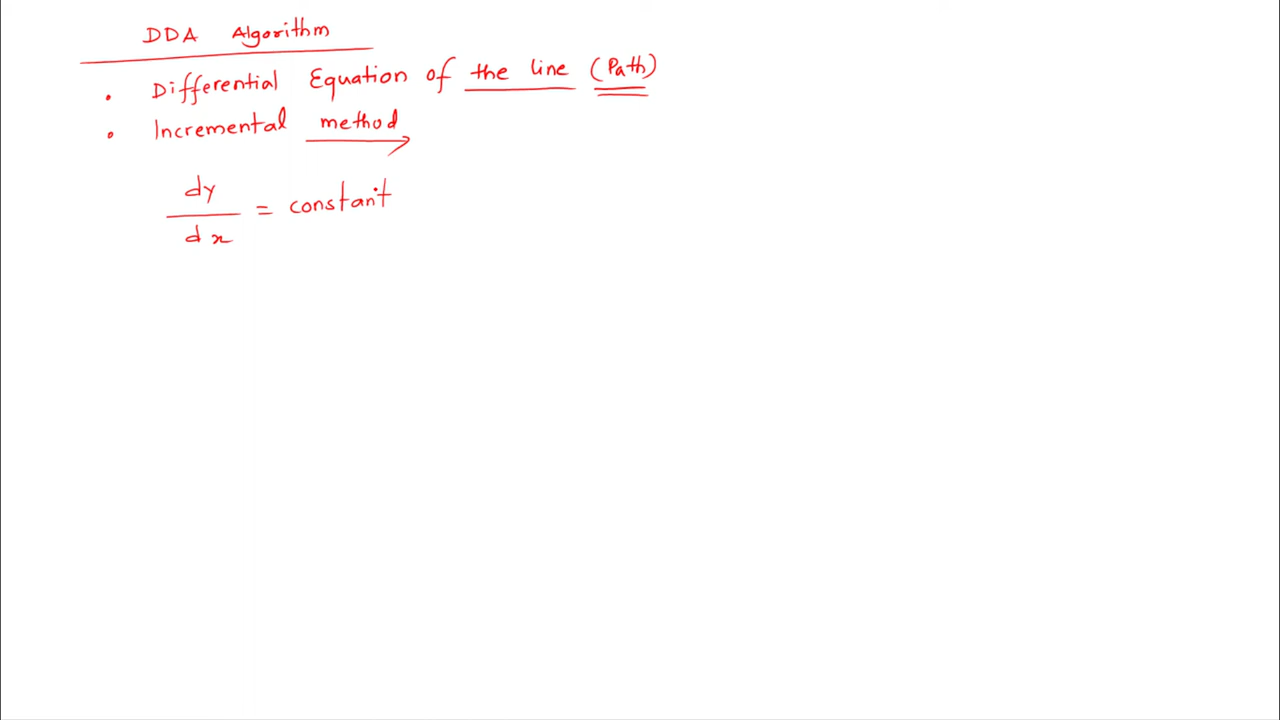 DDA Algorithm
• Differential Equation of the line (Path)
• Incremental method
dy
dx = constant